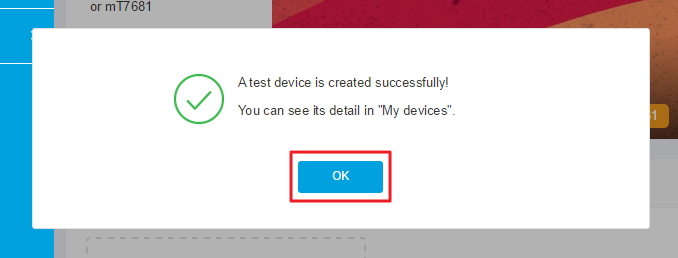 or mT7681
A test device is created successfully!
You can see its detail in "My devices".
OK